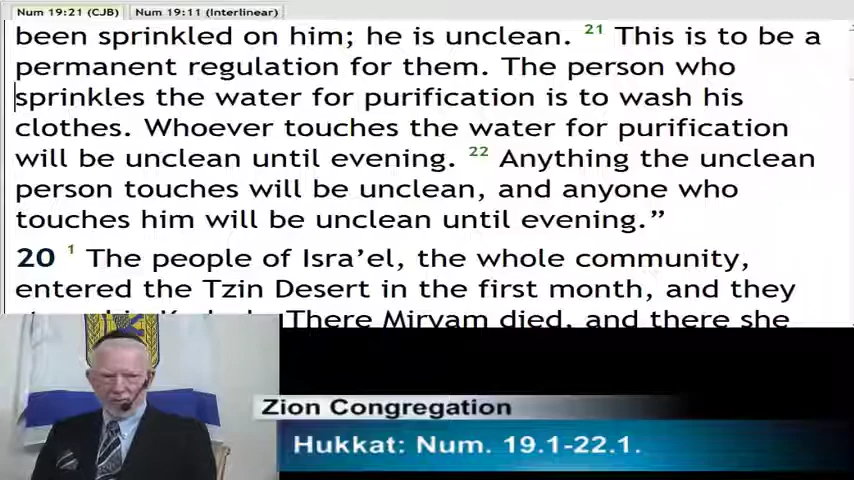 Num 19:21 (CJB)
Num 19:11 (Interlinear)
been sprinkled on him; he is unclean. 21 This is to be a
permanent regulation for them. The person who
sprinkles the water for purification is to wash his
clothes. Whoever touches the water for purification
will be unclean until evening. 22 Anything the unclean
person touches will be unclean, and anyone who
touches him will be unclean until evening.”
20 1 The people of Isra’el, the whole community,
entered the Tzin Desert in the first month, and they
There Miryam died, and there she
Zion Congregation
Hukkat: Num. 19.1-22.1.